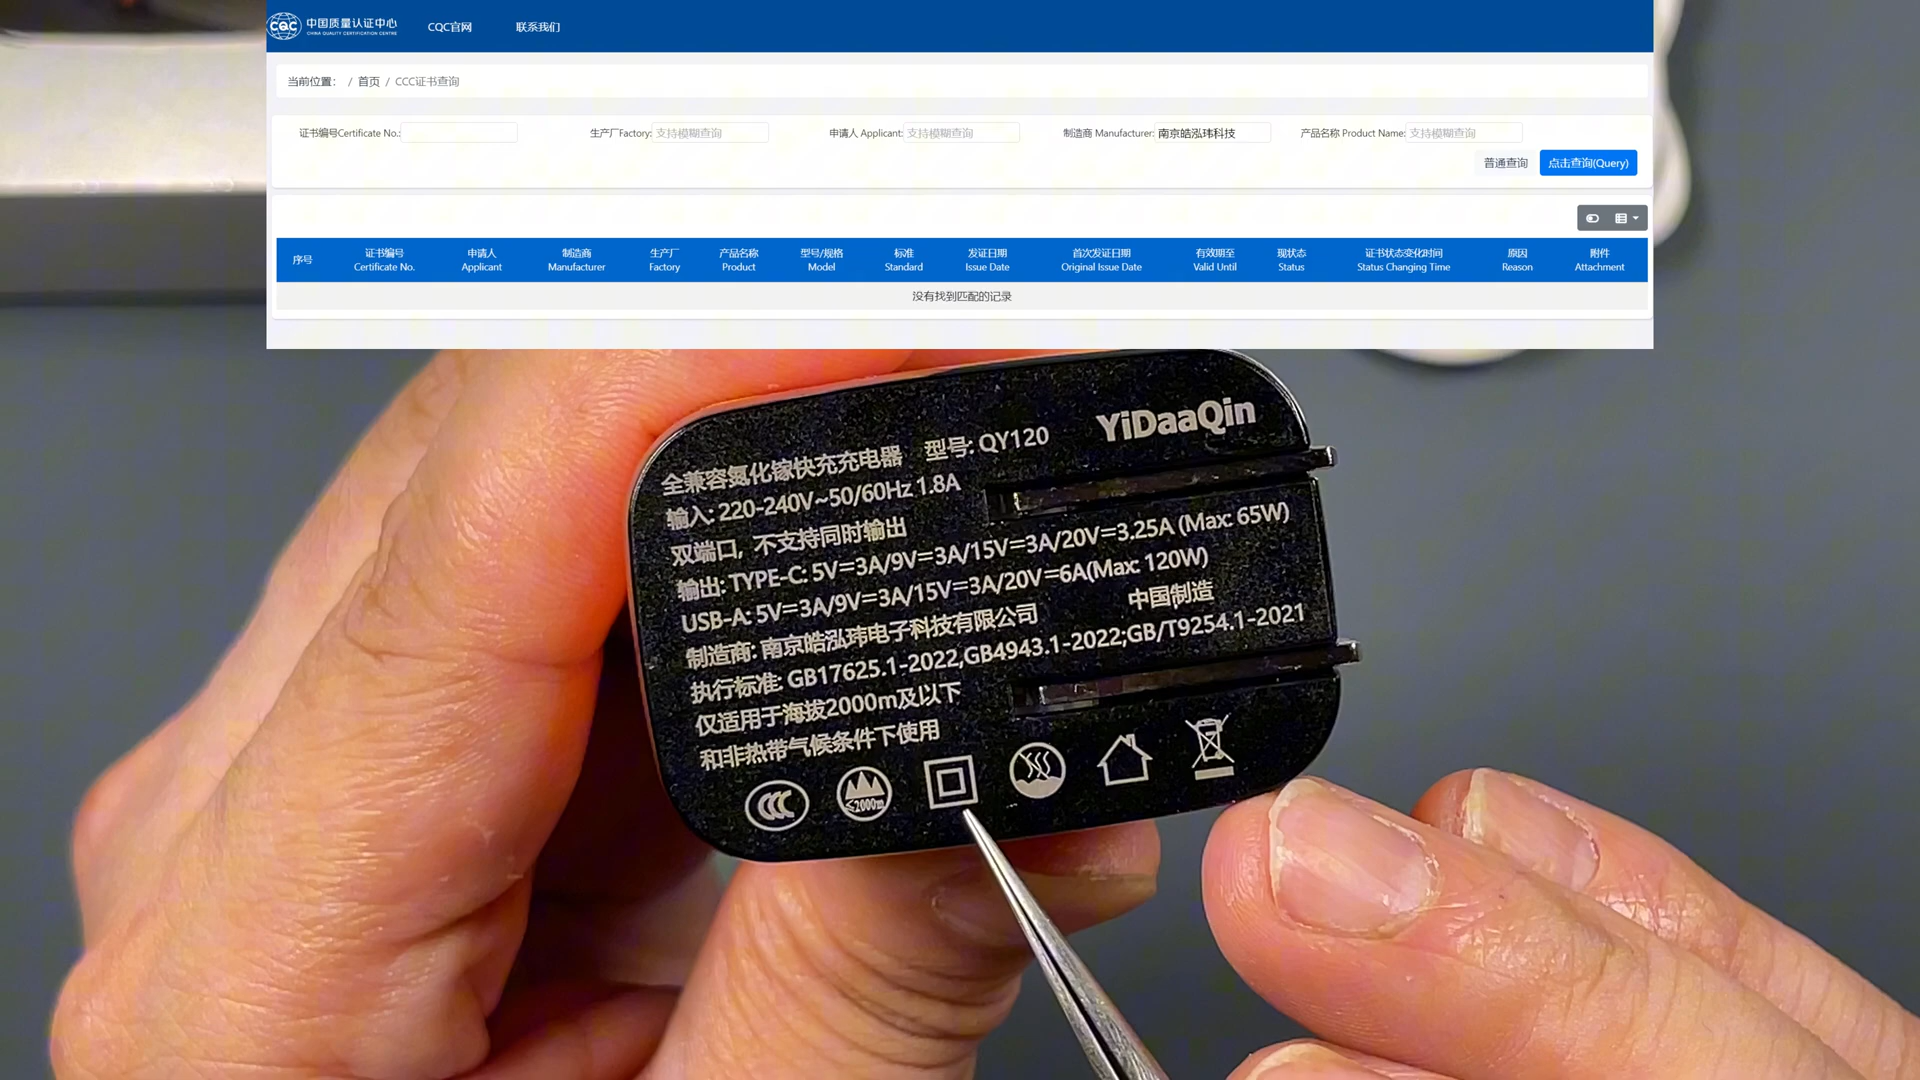 CQC 中国质量认证中心 CQC官网 联系我们
CHINA QUALITY CERTIFICATION CENTRE
当前位置： / 首页 / CCC证书查询
证书编号Certificate No.: 生产厂Factory: 支持模糊查询 申请人 Applicant: 支持模糊查询 制造商 Manufacturer: 南京皓泓玮科技 产品名称 Product Name: 支持模糊查询
普通查询 点击查询(Query)
序号 证书编号 申请人 制造商 生产厂 产品名称 型号/规格 标准 发证日期 首次发证日期 有效期至 现状态 证书状态变化时间 原因 附件
Certificate No. Applicant Manufacturer Factory Product Model Standard Issue Date Original Issue Date Valid Until Status Status Changing Time Reason Attachment
没有找到匹配的记录
YiDaaQin
全兼容氮化镓快充充电器 型号: QY120
输入: 220-240V~50/60Hz 1.8A
双端口, 不支持同时输出
输出: TYPE-C: 5V=3A/9V=3A/15V=3A/20V=3.25A (Max: 65W)
USB-A: 5V=3A/9V=3A/15V=3A/20V=6A(Max: 120W)
制造商: 南京皓泓玮电子科技有限公司 中国制造
执行标准: GB17625.1-2022,GB4943.1-2022;GB/T9254.1-2021
仅适用于海拔2000m及以下
和非热带气候条件下使用
CCC ≤2000m